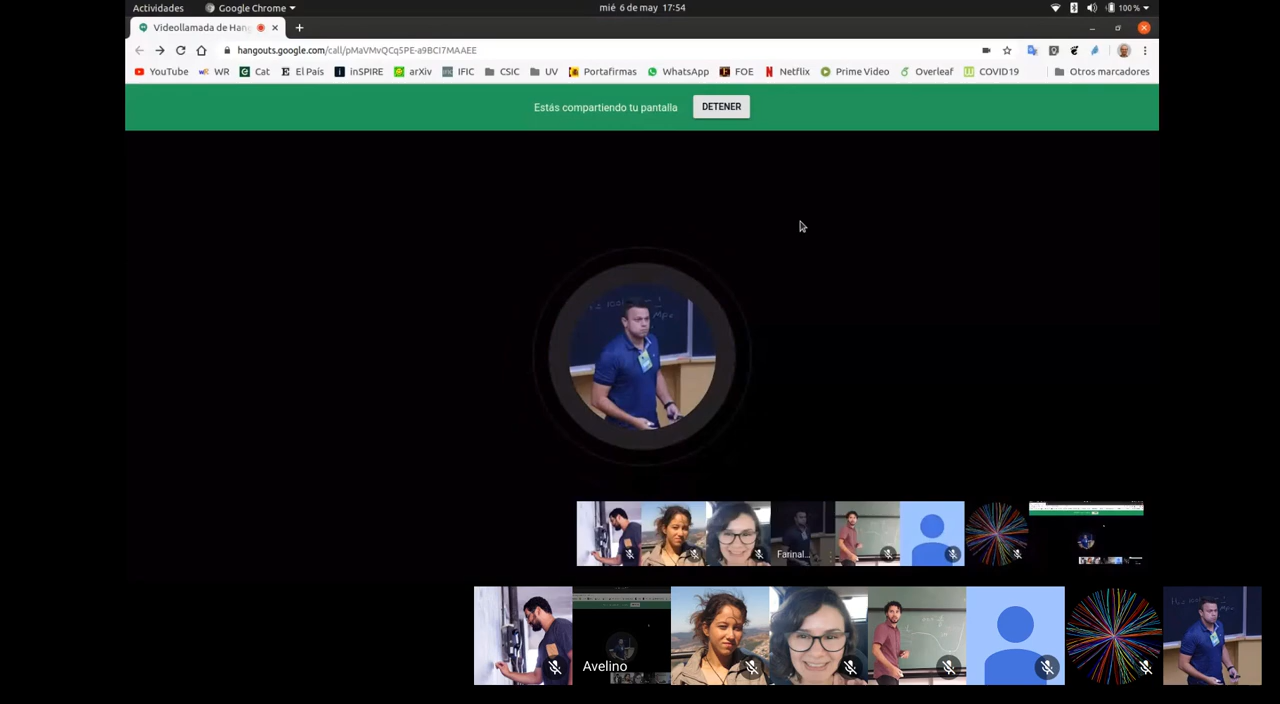 Actividades Google Chrome mié 6 de may 17:54 100%
Videollamada de Han
hangouts.google.com/call/pMaVMvQCq5PE-a9BCI7MAAEE
YouTube WR WR Cat El País inSPIRE arXiv IFIC CSIC UV Portafirmas WhatsApp FOE Netflix Prime Video Overleaf COVID19 Otros marcadores
Estás compartiendo tu pantalla DETENER
Farinal...
Avelino